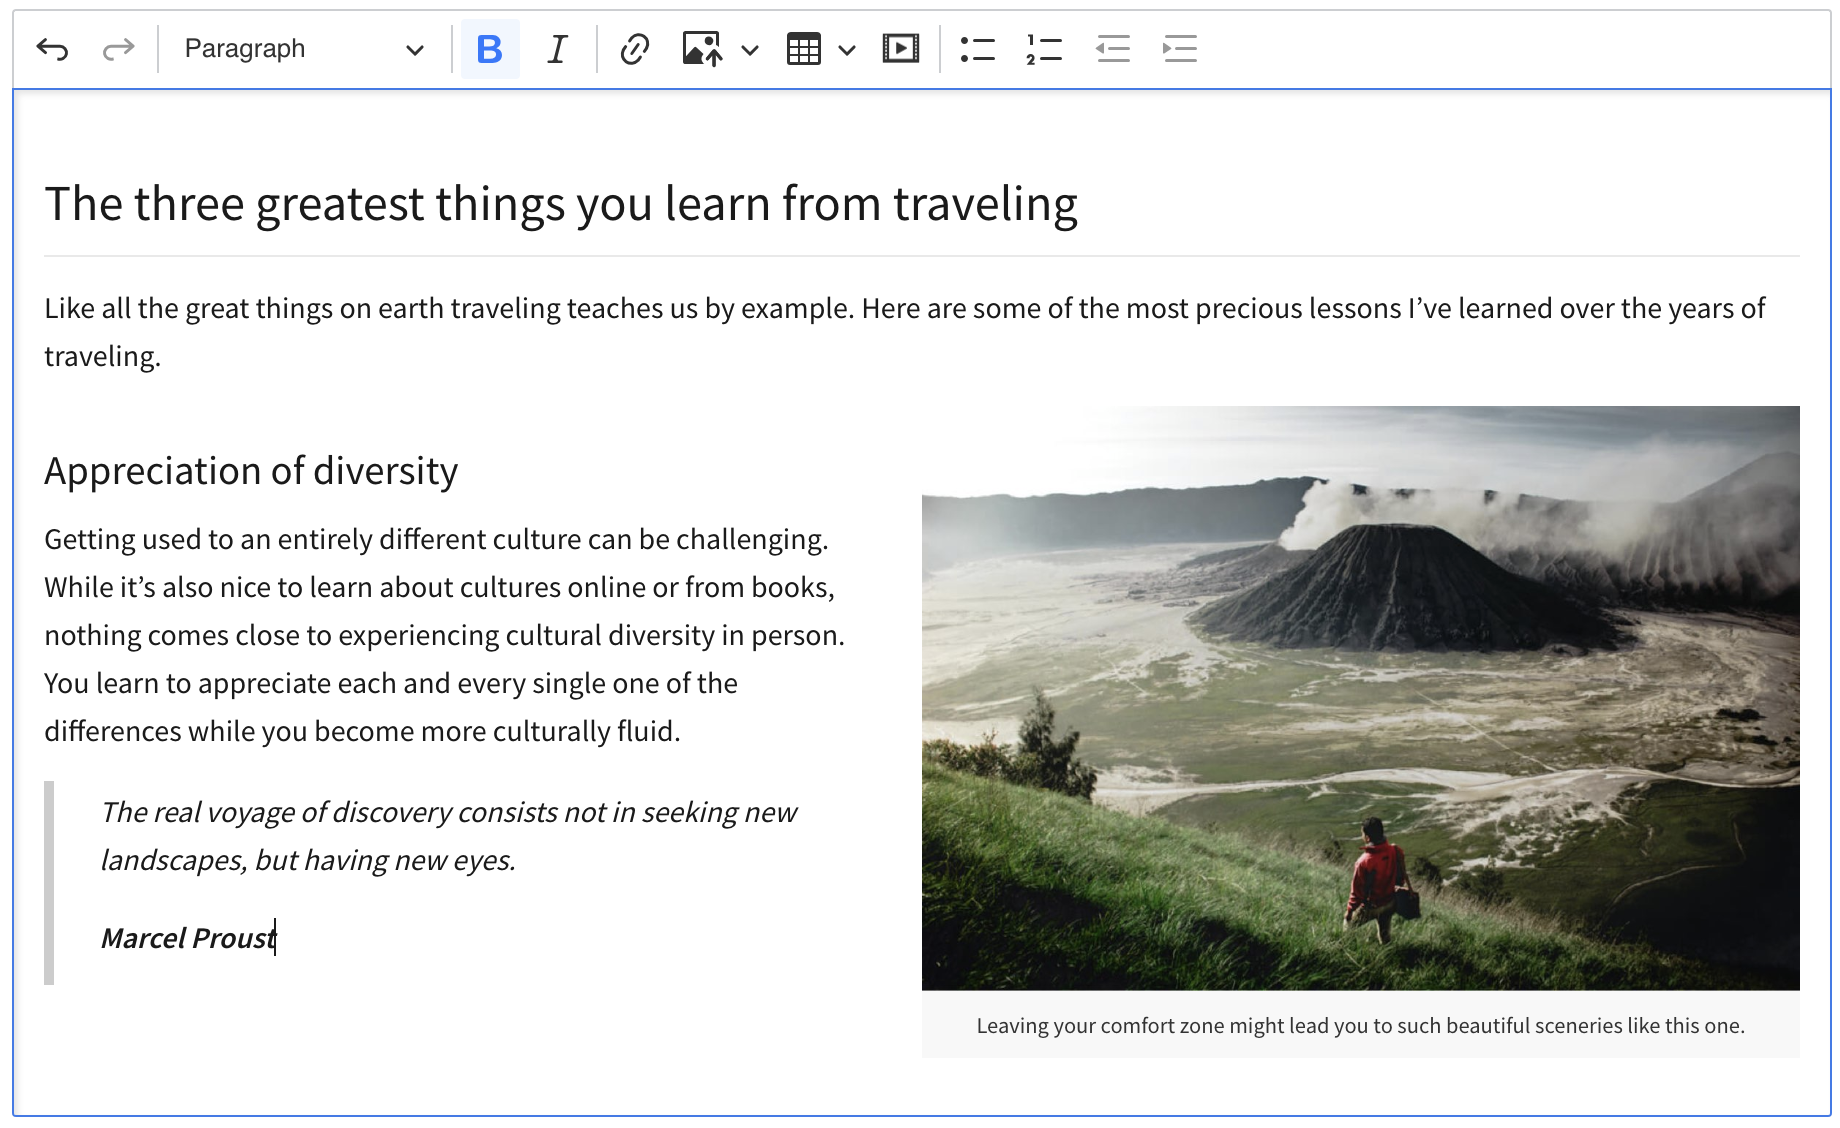 Paragraph
B
I
1
2
The three greatest things you learn from traveling
Like all the great things on earth traveling teaches us by example. Here are some of the most precious lessons I’ve learned over the years of
traveling.
Appreciation of diversity
Getting used to an entirely different culture can be challenging.
While it’s also nice to learn about cultures online or from books,
nothing comes close to experiencing cultural diversity in person.
You learn to appreciate each and every single one of the
differences while you become more culturally fluid.
The real voyage of discovery consists not in seeking new
landscapes, but having new eyes.
Marcel Proust
Leaving your comfort zone might lead you to such beautiful sceneries like this one.